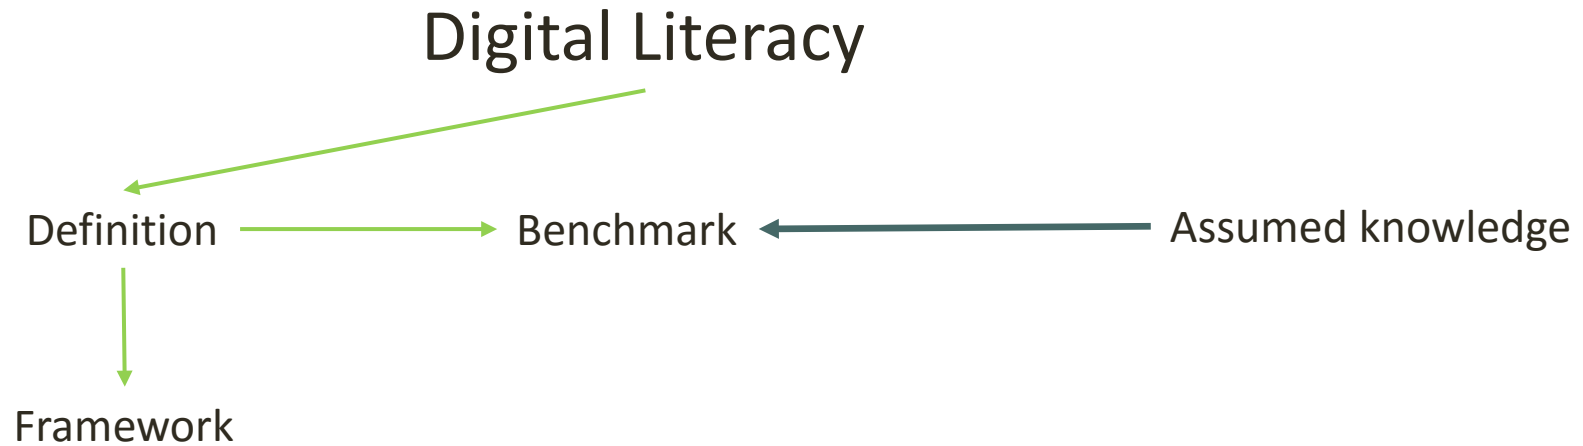 Digital Literacy
Definition
Benchmark
Assumed knowledge
Framework